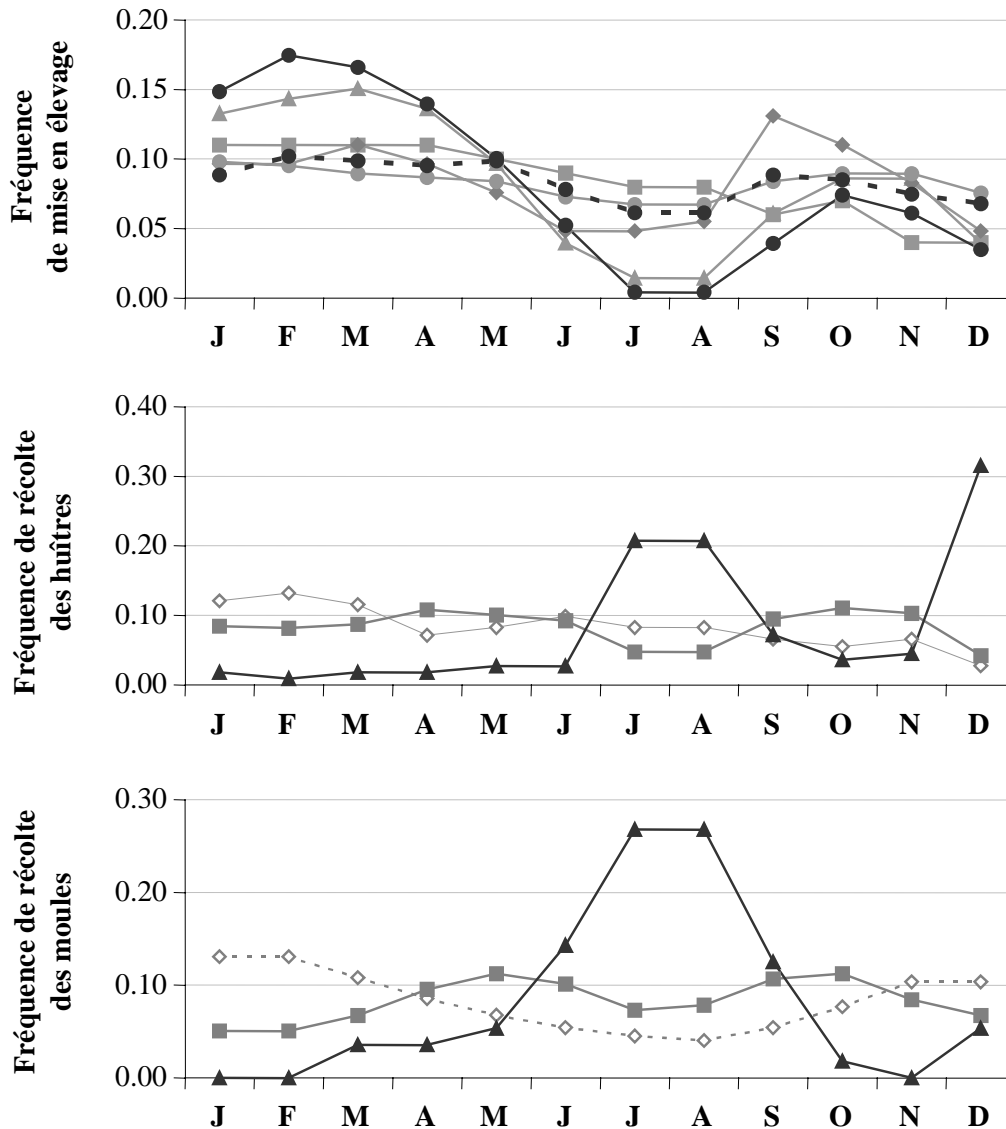 Fréquence
de mise en élevage
0.20
0.15
0.10
0.05
0.00
J F M A M J J A S O N D
Fréquence de récolte
des huîtres
0.40
0.30
0.20
0.10
0.00
J F M A M J J A S O N D
Fréquence de récolte
des moules
0.30
0.20
0.10
0.00
J F M A M J J A S O N D